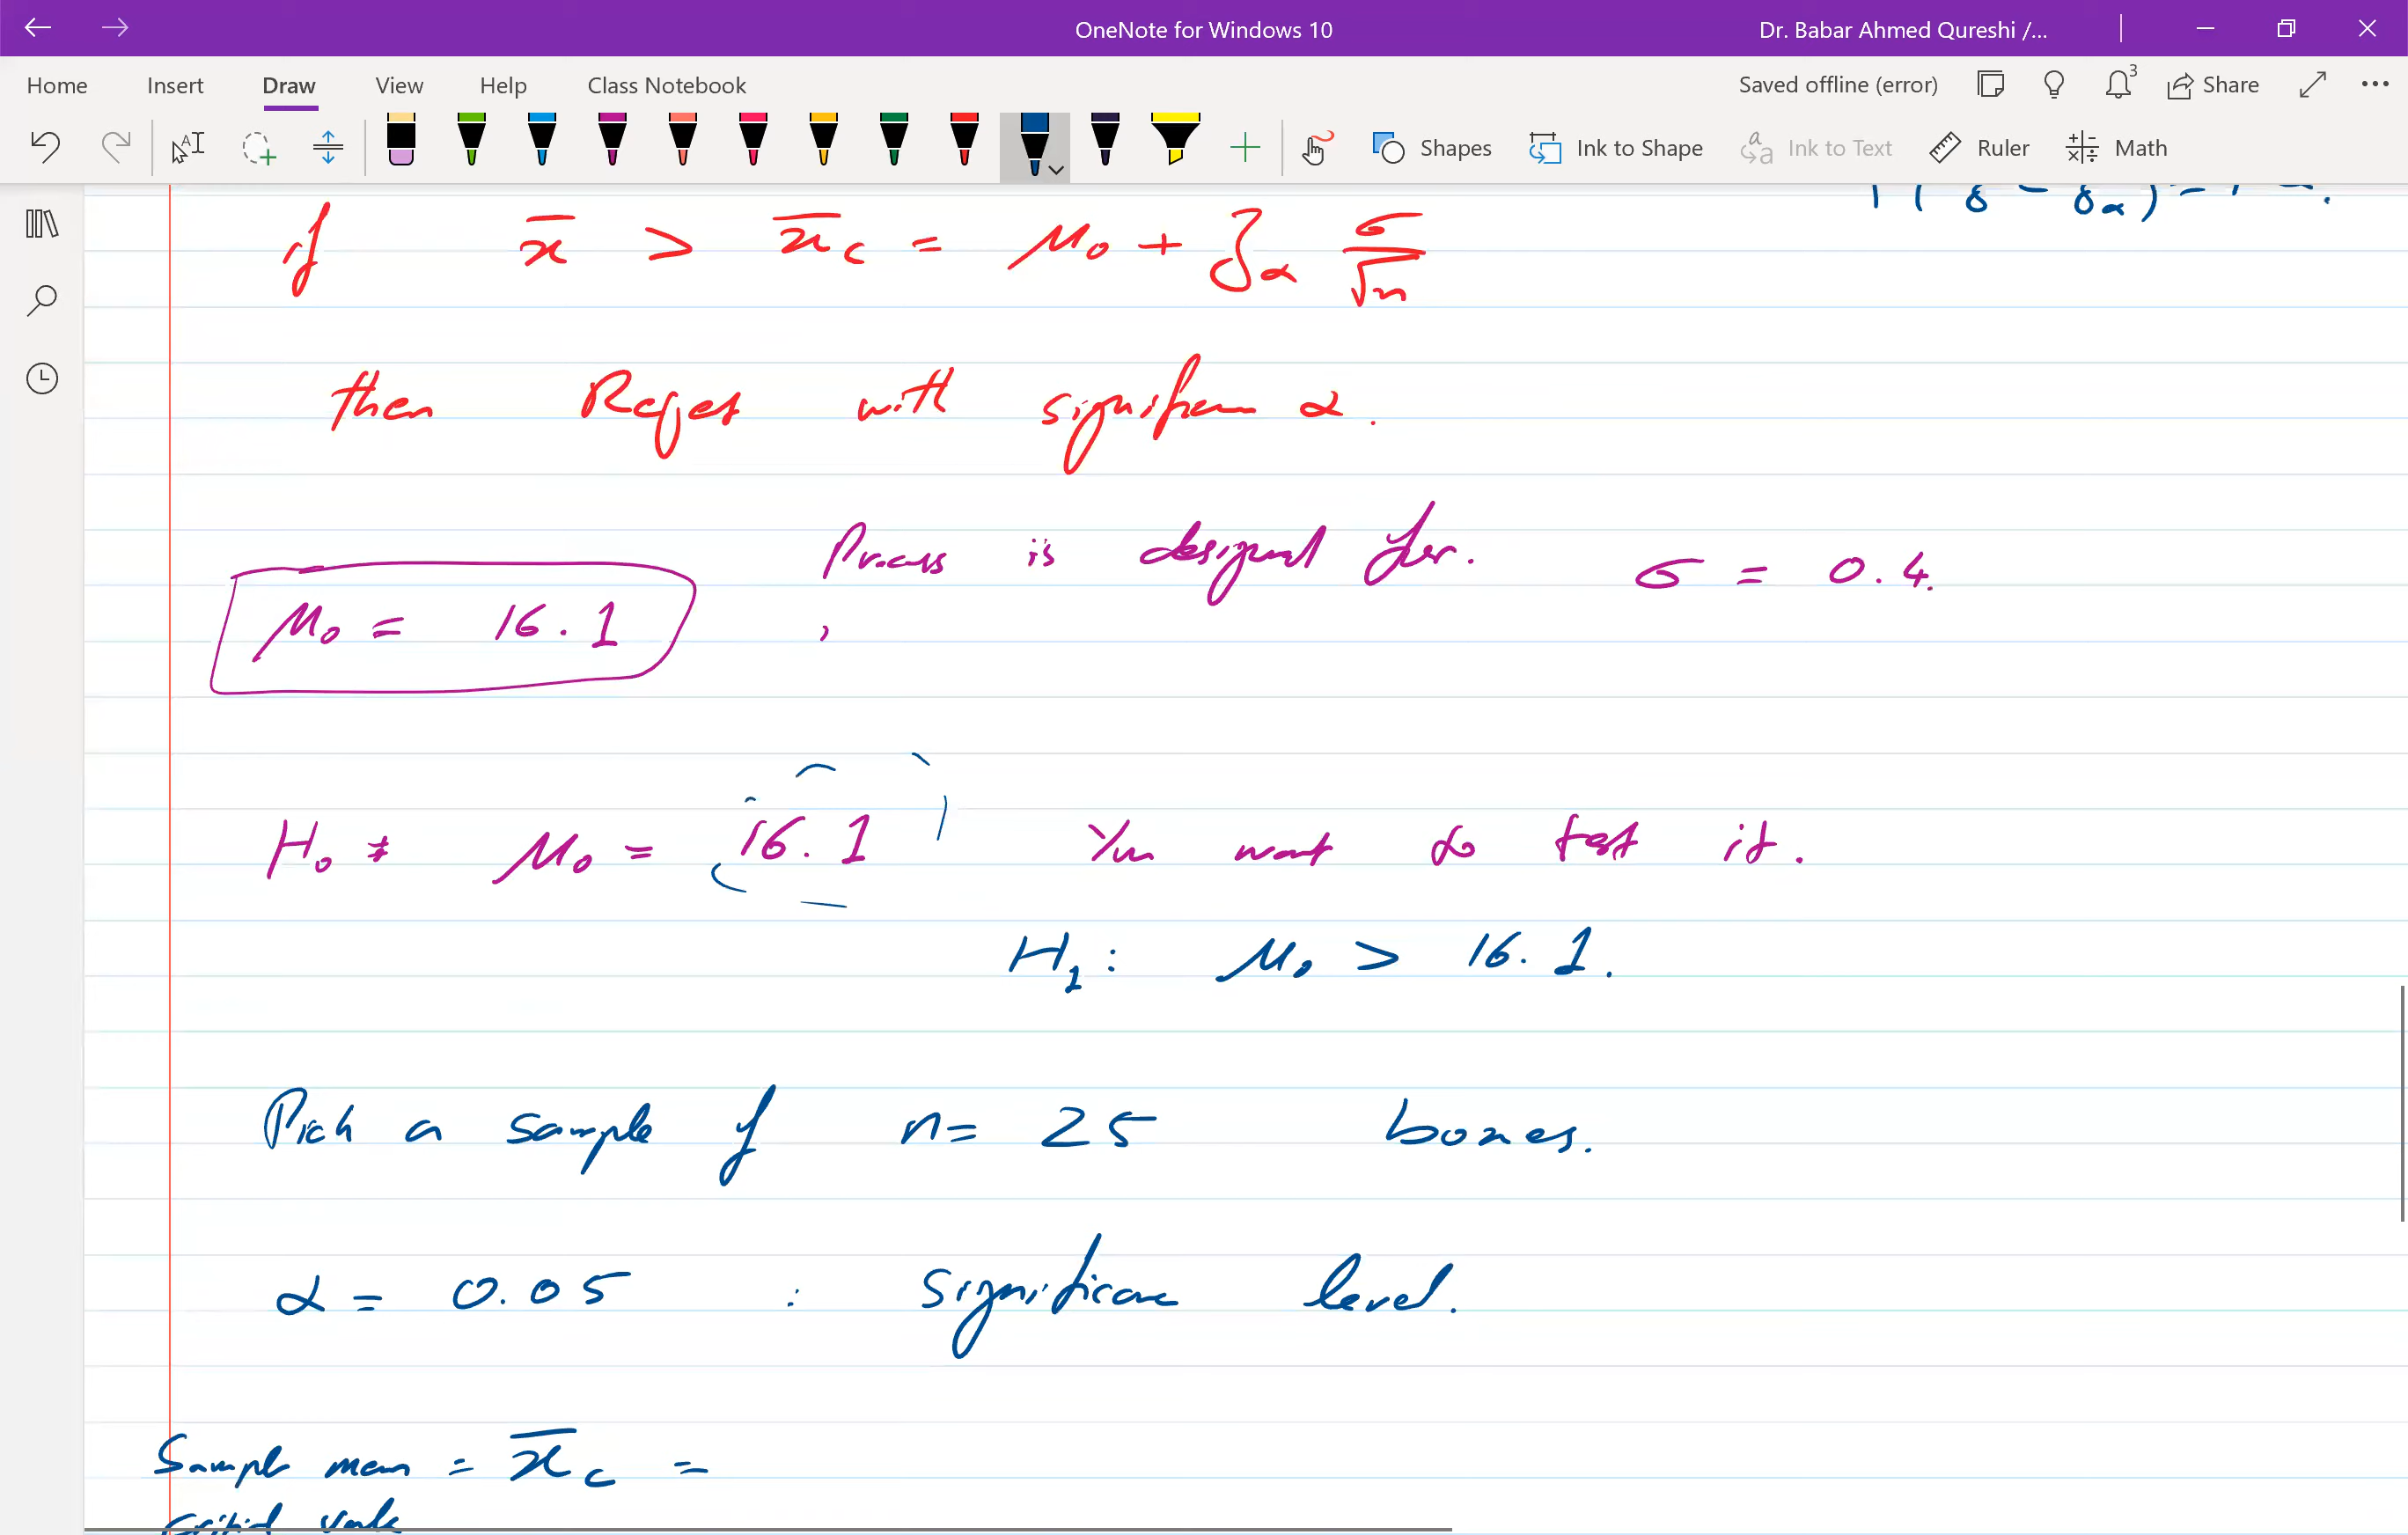 OneNote for Windows 10 Dr. Babar Ahmed Qureshi /...
Home Insert Draw View Help Class Notebook Saved offline (error) 3 Share
Shapes Ink to Shape Ink to Text Ruler Math
if x̄ > x̄c = μ₀ + zα σ/√n
then Reject with significan α.
Process is designed for. σ = 0.4.
μ₀ = 16.1 ,
H₀ : μ₀ = 16.1 You want to test it.
H₁ : μ₀ > 16.1.
Pick a sample of n = 25 boxes.
α = 0.05 : significance level.
Sample mean = x̄c =
critical value